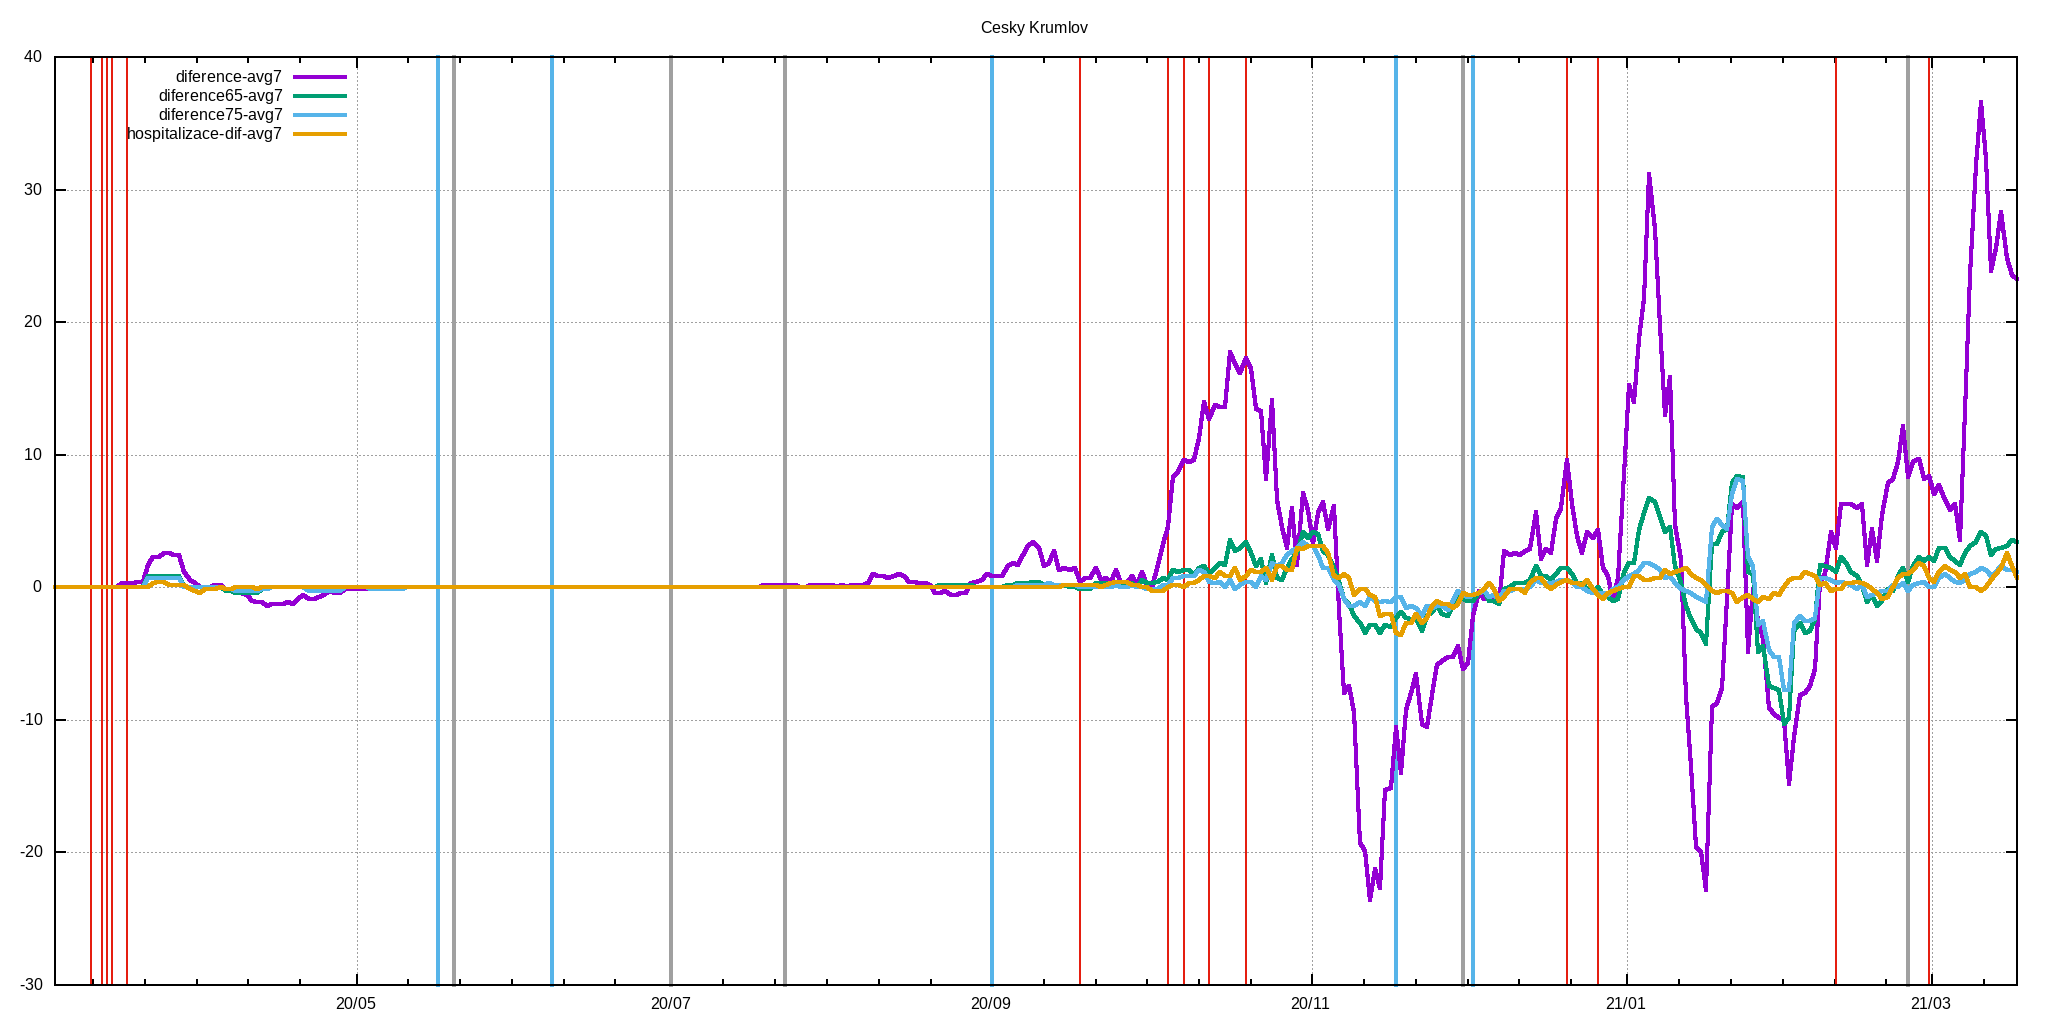 Cesky Krumlov
40
30
20
10
0
-10
-20
-30
diference-avg7
diference65-avg7
diference75-avg7
hospitalizace-dif-avg7
20/05 20/07 20/09 20/11 21/01 21/03